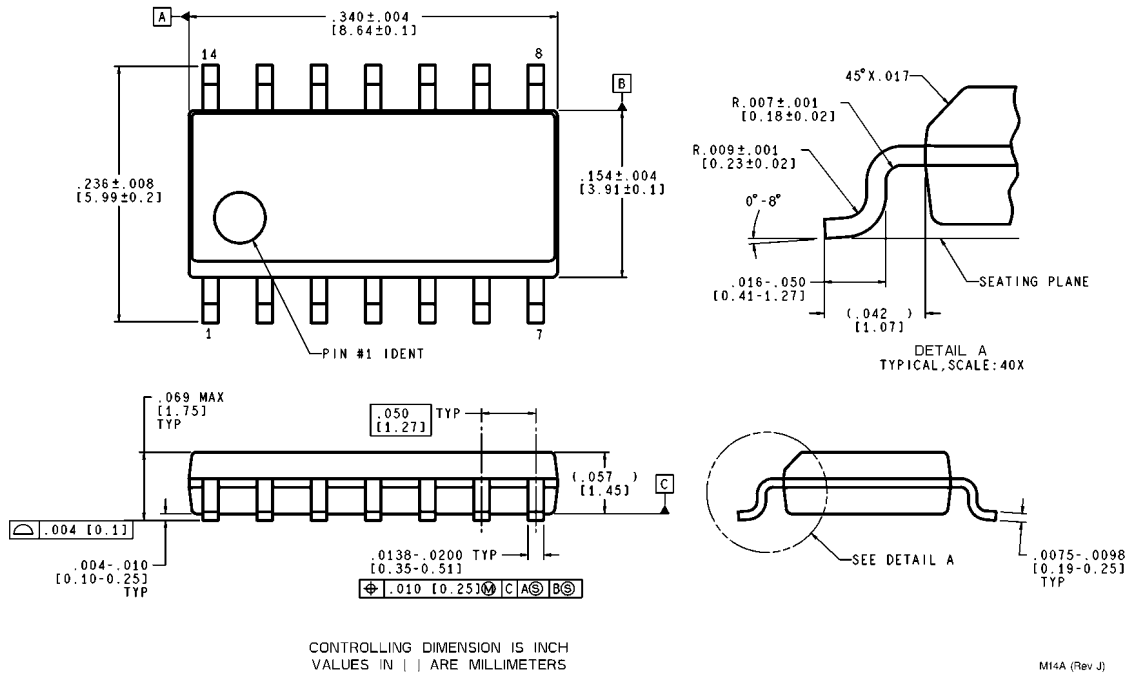 A
.340±.004
[8.64±0.1]
14
8
B
.236±.008
[5.99±0.2]
.154±.004
[3.91±0.1]
1
7
PIN #1 IDENT
45°X.017
R.007±.001
[0.18±0.02]
R.009±.001
[0.23±0.02]
0°-8°
.016-.050
[0.41-1.27]
SEATING PLANE
(.042 )
[1.07]
DETAIL A
TYPICAL,SCALE:40X
.069 MAX
[1.75]
TYP
.050
[1.27]
TYP
(.057 )
[1.45]
C
.004 [0.1]
.004-.010
[0.10-0.25]
TYP
.0138-.0200 TYP
[0.35-0.51]
⌖ .010 [0.25]Ⓜ C AⓈ BⓈ
SEE DETAIL A
.0075-.0098
[0.19-0.25]
TYP
CONTROLLING DIMENSION IS INCH
VALUES IN [ ] ARE MILLIMETERS
M14A (Rev J)